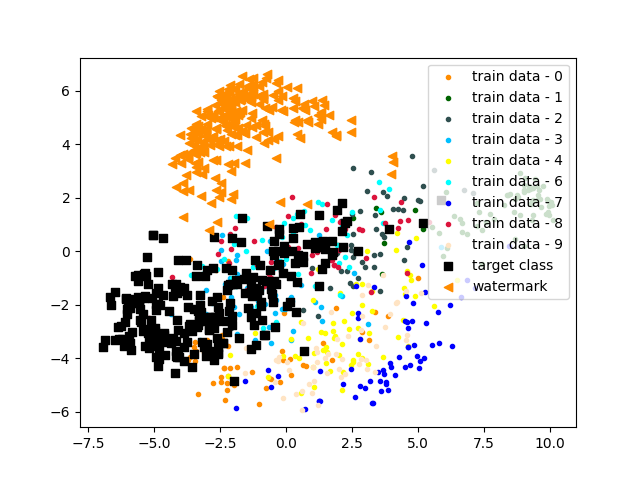 train data - 0
train data - 1
train data - 2
train data - 3
train data - 4
train data - 6
train data - 7
train data - 8
train data - 9
target class
watermark
6
4
2
0
−2
−4
−6
−7.5 −5.0 −2.5 0.0 2.5 5.0 7.5 10.0